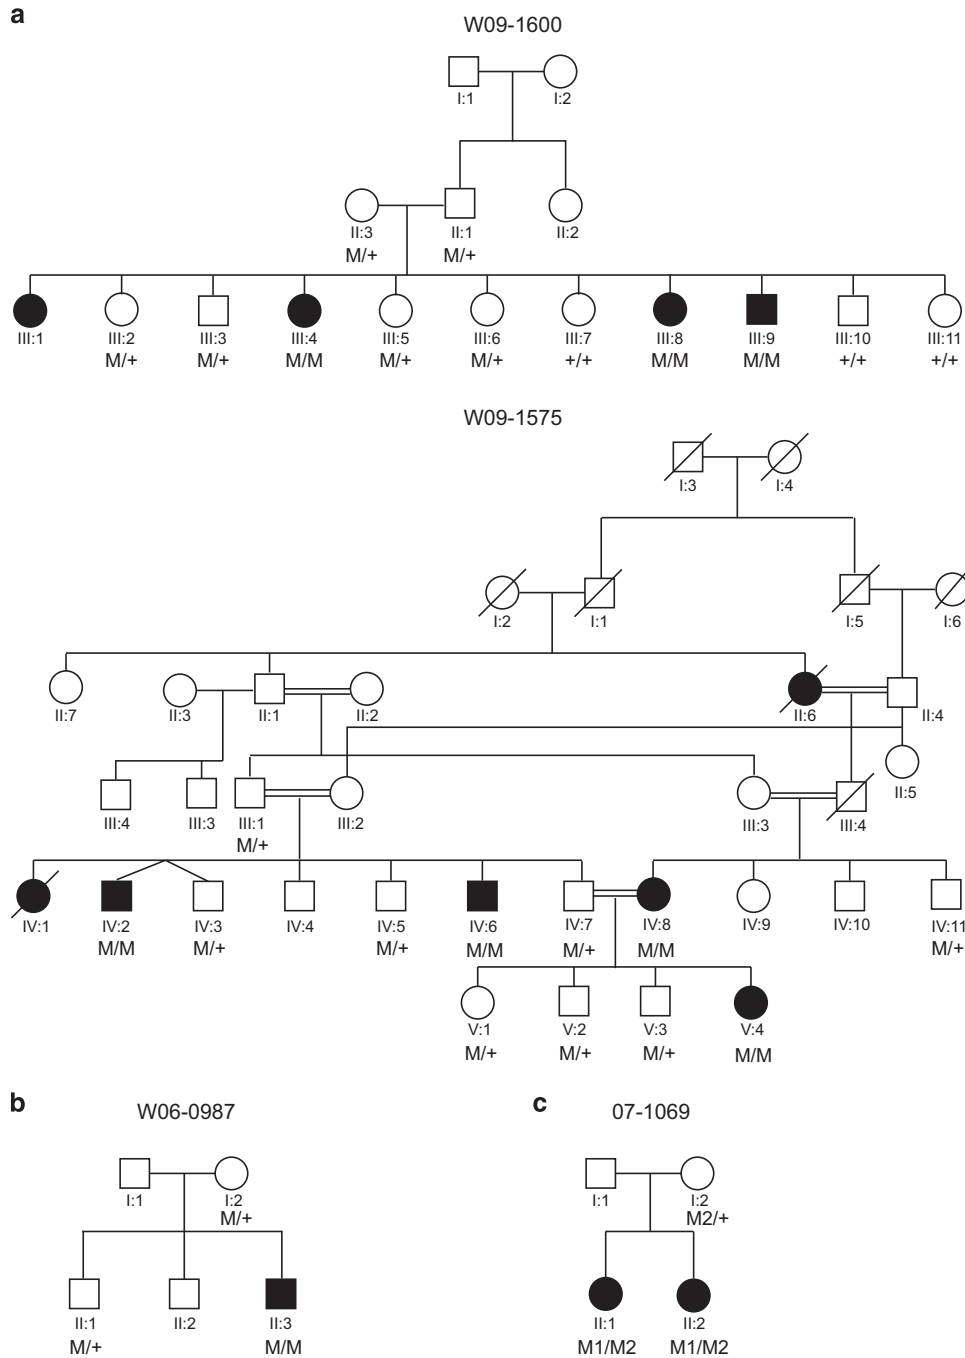 a
W09-1600
I:1 I:2
II:3 II:1 II:2
M/+ M/+
III:1 III:2 III:3 III:4 III:5 III:6 III:7 III:8 III:9 III:10 III:11
M/+ M/+ M/M M/+ M/+ +/+ M/M M/M +/+ +/+
W09-1575
I:3 I:4
I:2 I:1 I:5 I:6
II:7 II:3 II:1 II:2 II:6 II:4
II:5
III:4 III:3 III:1 III:2 III:3 III:4
M/+
IV:1 IV:2 IV:3 IV:4 IV:5 IV:6 IV:7 IV:8 IV:9 IV:10 IV:11
M/M M/+ M/+ M/M M/+ M/M M/+
V:1 V:2 V:3 V:4
M/+ M/+ M/+ M/M
b
W06-0987
I:1 I:2
M/+
II:1 II:2 II:3
M/+ M/M
c
07-1069
I:1 I:2
M2/+
II:1 II:2
M1/M2 M1/M2